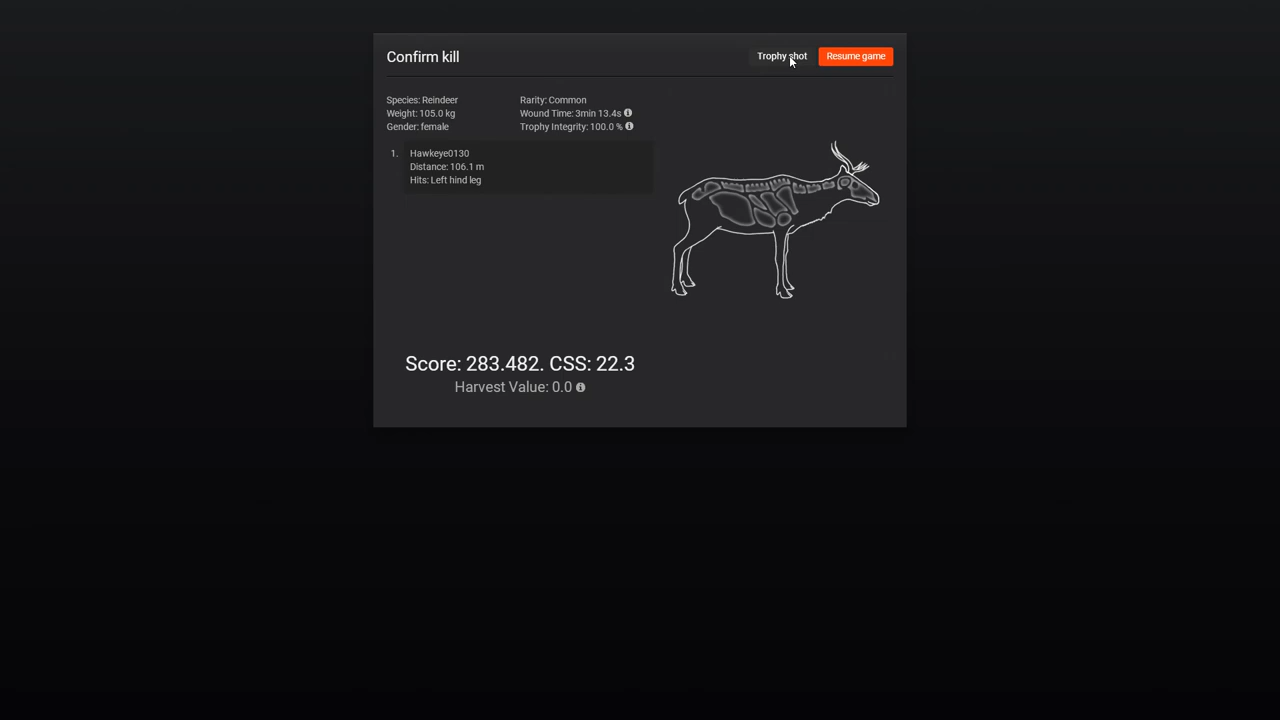 Confirm kill
Trophy shot
Resume game
Species: Reindeer
Rarity: Common
Weight: 105.0 kg
Wound Time: 3min 13.4s
Gender: female
Trophy Integrity: 100.0 %
1. Hawkeye0130
Distance: 106.1 m
Hits: Left hind leg
Score: 283.482. CSS: 22.3
Harvest Value: 0.0